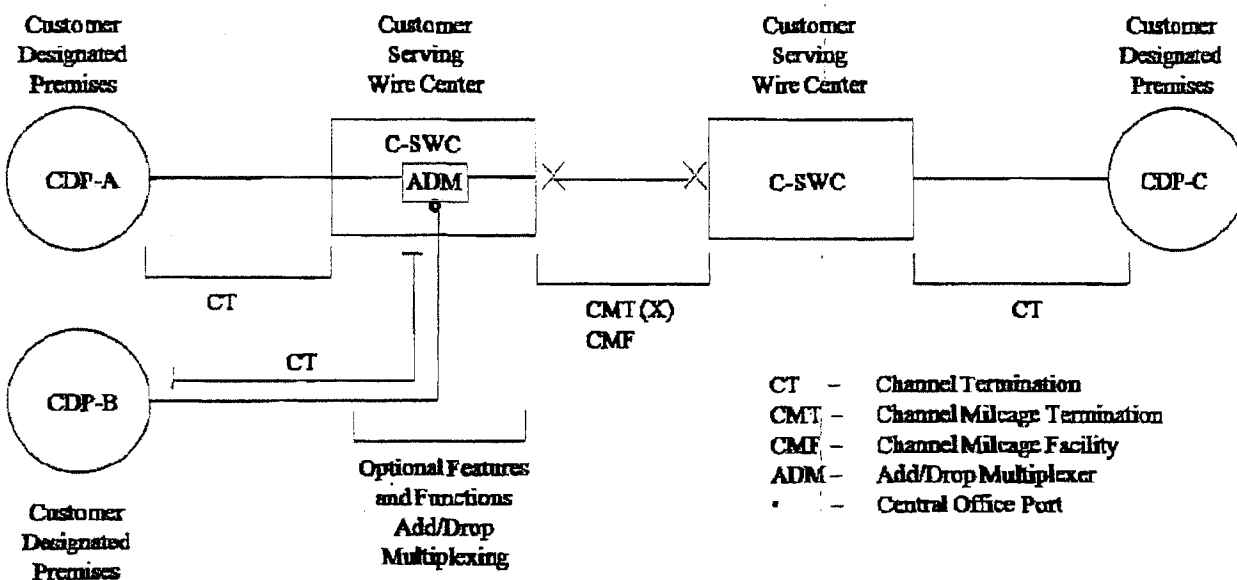 Customer
Designated
Premises
Customer
Serving
Wire Center
Customer
Serving
Wire Center
Customer
Designated
Premises
CDP-A
C-SWC
ADM
C-SWC
CDP-C
CT
CMT (X)
CMF
CT
CT
CDP-B
Optional Features
and Functions
Add/Drop
Multiplexing
Customer
Designated
Premises
CT – Channel Termination
CMT – Channel Mileage Termination
CMF – Channel Mileage Facility
ADM – Add/Drop Multiplexer
• – Central Office Port